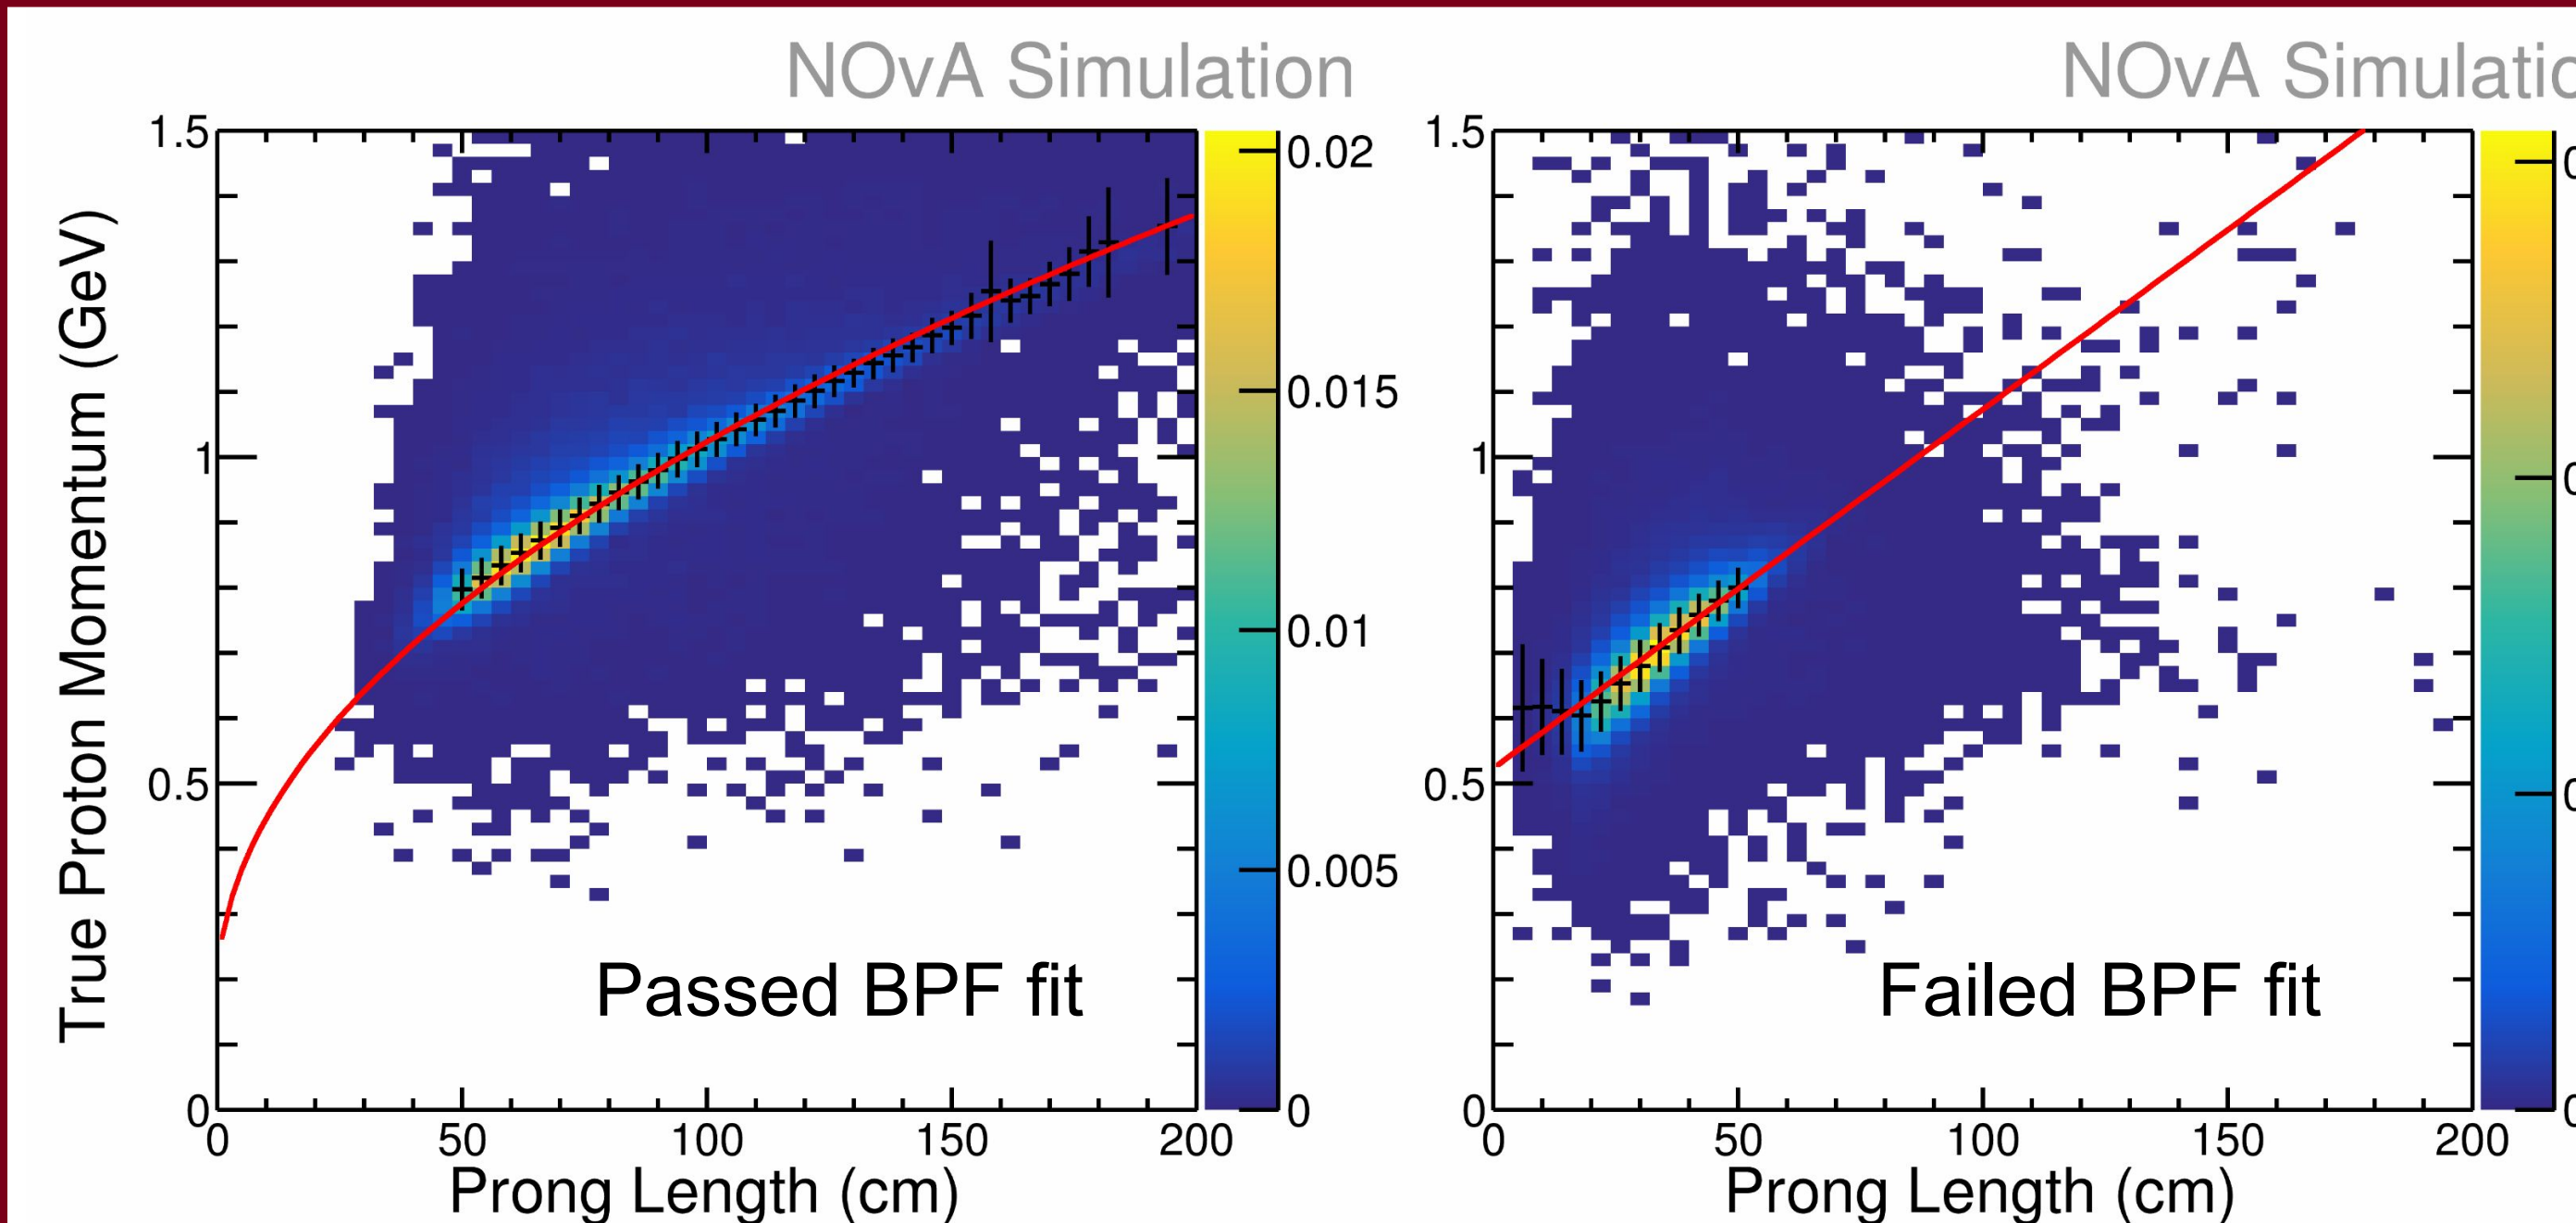 NOvA Simulation
True Proton Momentum (GeV)
1.5
1
0.5
0
0 50 100 150 200
Prong Length (cm)
Passed BPF fit
0.02
0.015
0.01
0.005
0
NOvA
1.5
1
0.5
0
0 50 100 150 200
Prong Length (cm)
Failed BPF fit